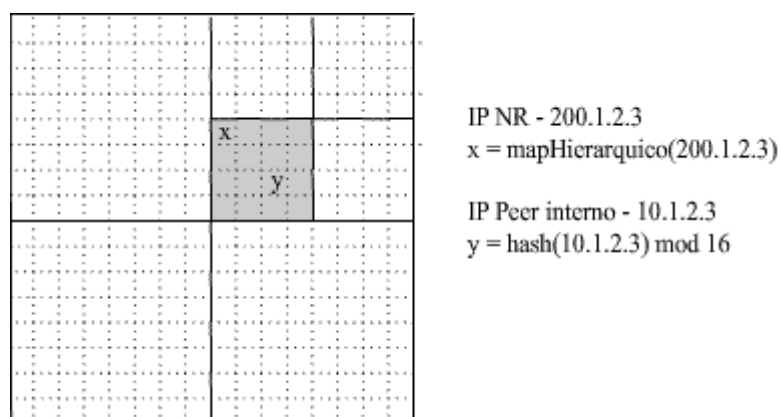 x
y
IP NR - 200.1.2.3
x = mapHierarquico(200.1.2.3)
IP Peer interno - 10.1.2.3
y = hash(10.1.2.3) mod 16